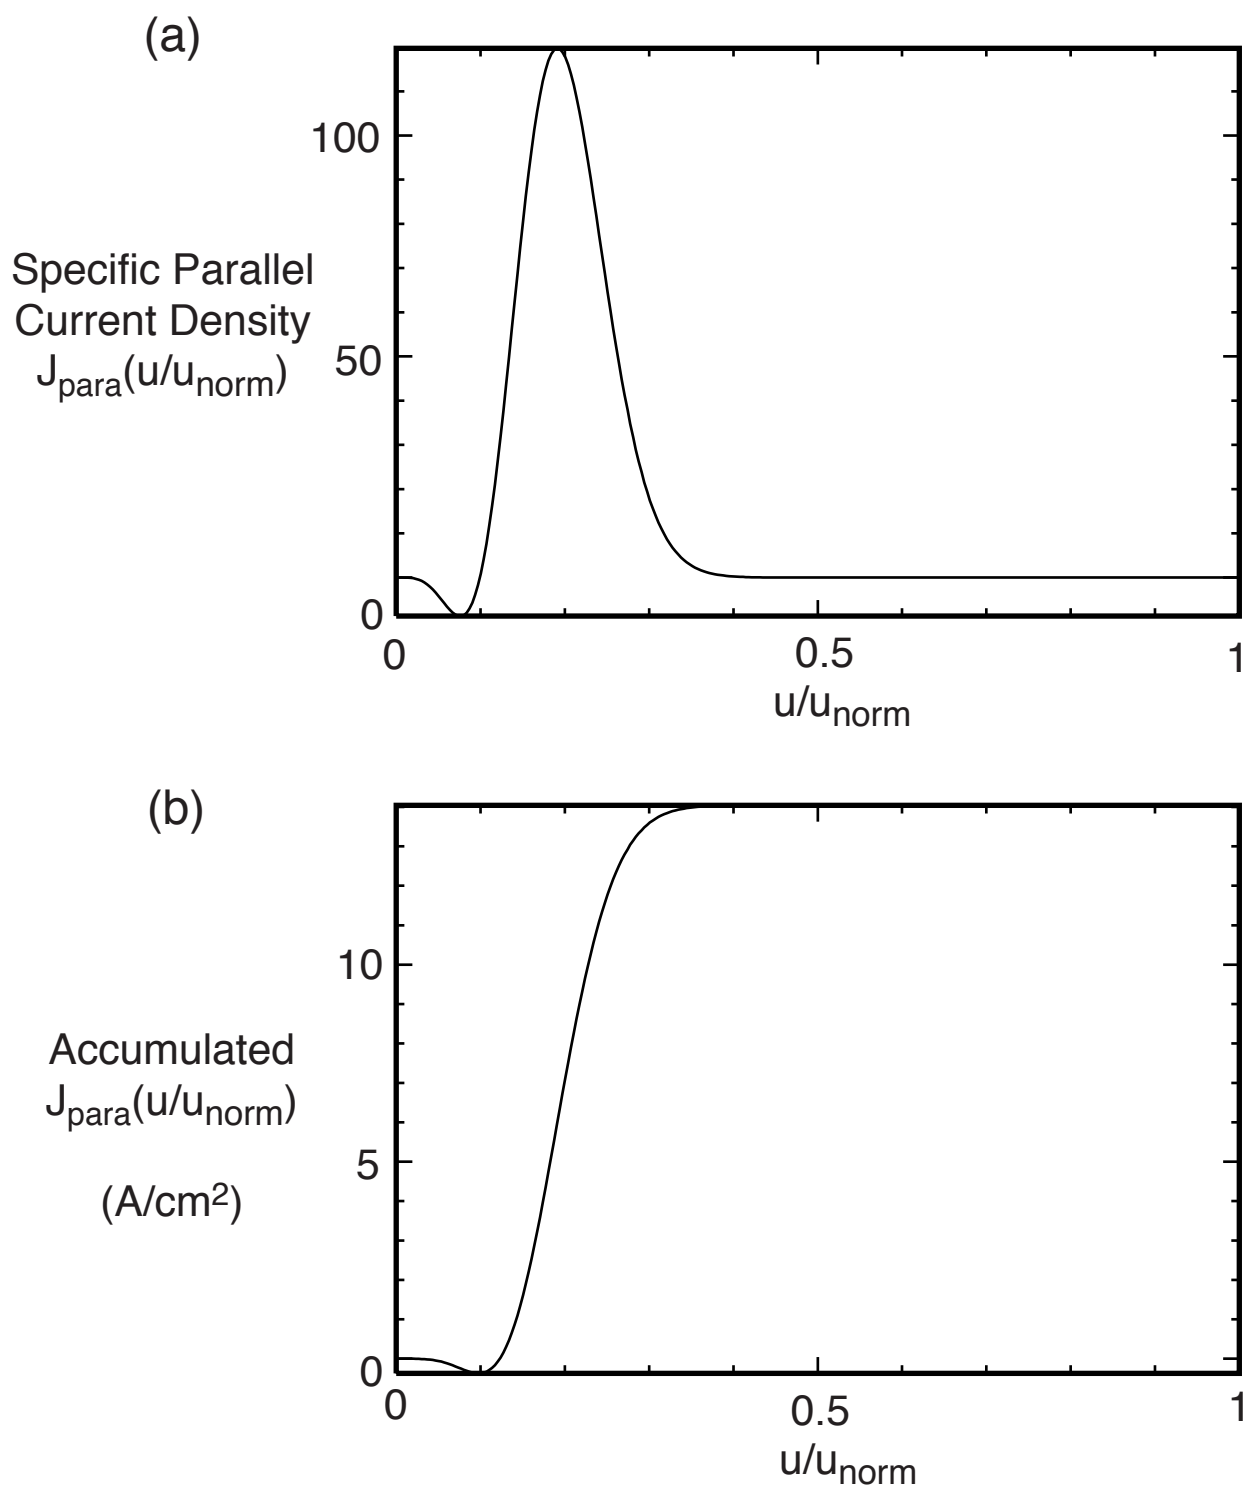 (a)
100
Specific Parallel
Current Density
Jpara(u/unorm)
50
0
0 0.5 1
u/unorm
(b)
10
Accumulated
Jpara(u/unorm)
5
(A/cm²)
0
0 0.5 1
u/unorm